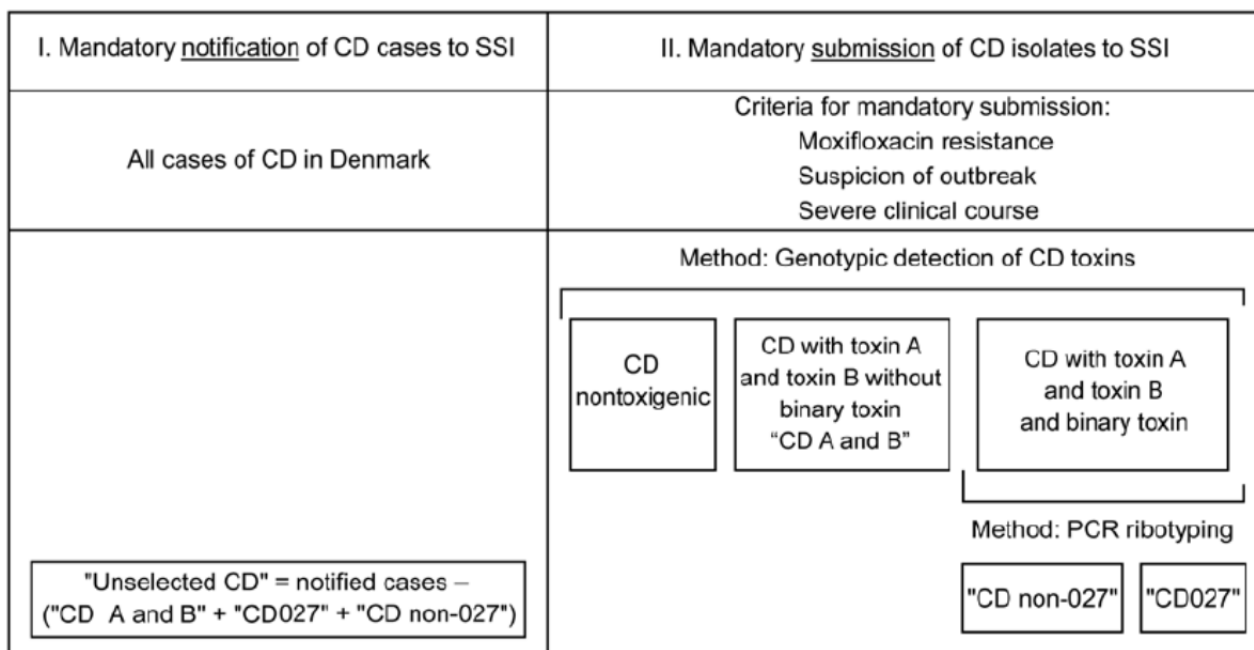 I. Mandatory notification of CD cases to SSI
II. Mandatory submission of CD isolates to SSI
All cases of CD in Denmark
Criteria for mandatory submission:
Moxifloxacin resistance
Suspicion of outbreak
Severe clinical course
Method: Genotypic detection of CD toxins
CD
nontoxigenic
CD with toxin A
and toxin B without
binary toxin
“CD A and B”
CD with toxin A
and toxin B
and binary toxin
Method: PCR ribotyping
"CD non-027"
"CD027"
"Unselected CD" = notified cases –
("CD A and B" + "CD027" + "CD non-027")